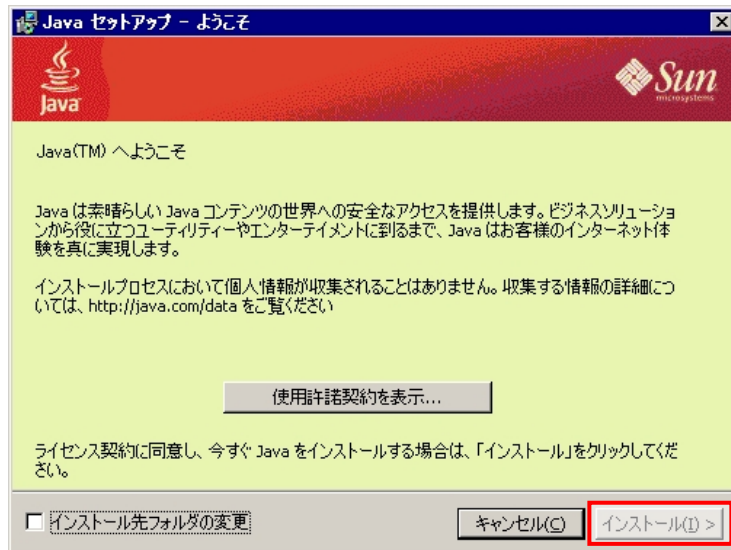 Java セットアップ - ようこそ
Java
Sun
microsystems
Java(TM) へようこそ
Java は素晴らしい Java コンテンツの世界への安全なアクセスを提供します。ビジネスソリューショ
ンから役に立つユーティリティーやエンターテイメントに到るまで、Java はお客様のインターネット体
験を真に実現します。
インストールプロセスにおいて個人情報が収集されることはありません。収集する情報の詳細につ
いては、http://java.com/data をご覧ください
使用許諾契約を表示...
ライセンス契約に同意し、今すぐ Java をインストールする場合は、「インストール」をクリックしてくだ
さい。
インストール先フォルダの変更
キャンセル(C)
インストール(I) >